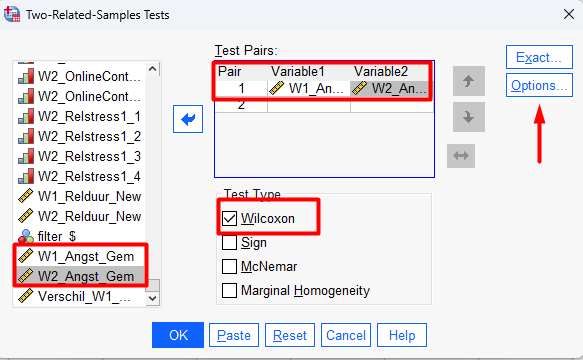 Two-Related-Samples Tests
Test Pairs:
W2_OnlineCont...
W2_OnlineCont...
W2_Relstress1_1
W2_Relstress1_2
W2_Relstress1_3
W2_Relstress1_4
W1_Relduur_New
W2_Relduur_New
filter_$
W1_Angst_Gem
W2_Angst_Gem
Verschil_W1_...
Pair Variable1 Variable2
1 W1_An... W2_An...
2
Exact...
Options...
Test Type
Wilcoxon
Sign
McNemar
Marginal Homogeneity
OK Paste Reset Cancel Help